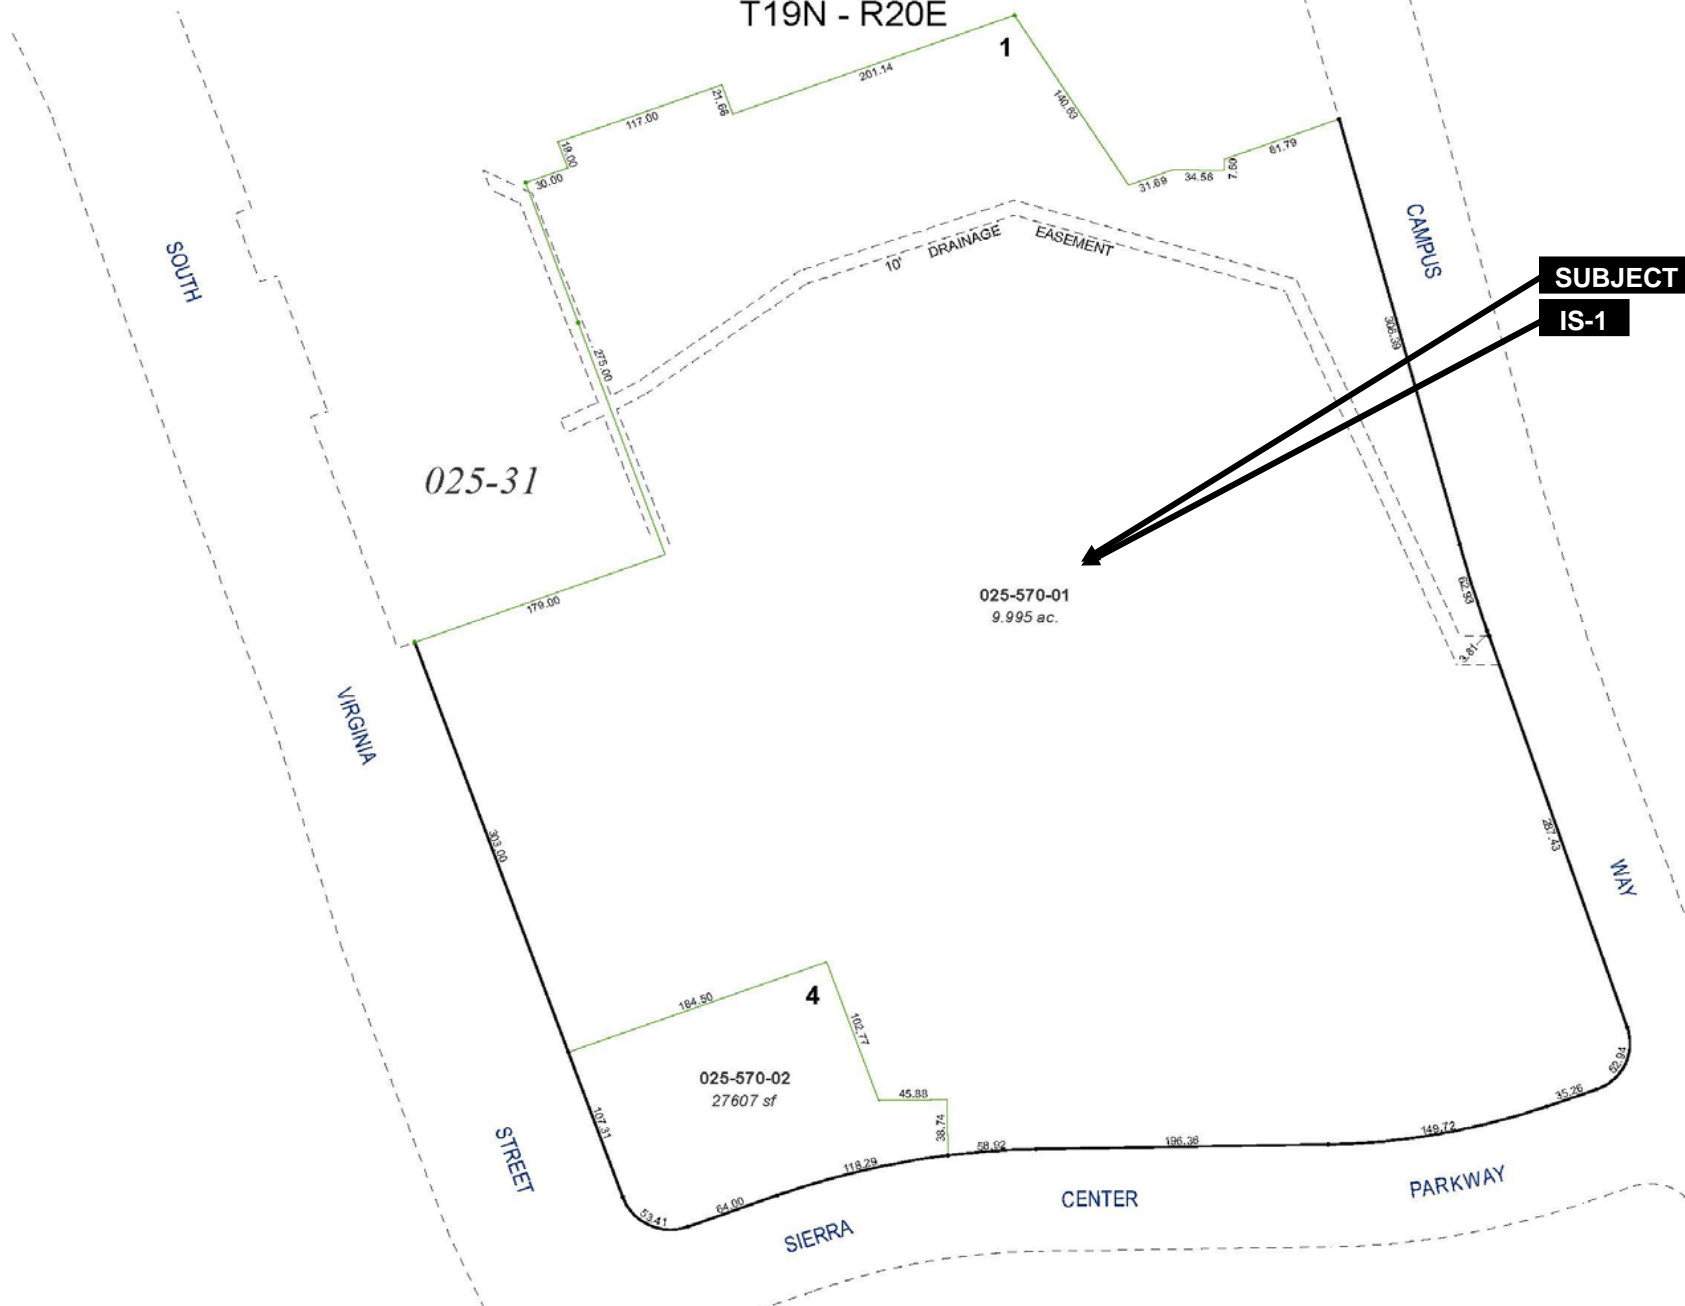 T19N - R20E
1
201.14
21.66
117.00
19.00
30.00
140.63
31.69
34.56
7.60
81.79
10' DRAINAGE EASEMENT
SOUTH
CAMPUS
SUBJECT
IS-1
306.39
275.00
025-31
179.00
025-570-01
9.995 ac.
62.93
3.81
VIRGINIA
303.00
287.43
WAY
184.50
4
102.77
025-570-02
27607 sf
45.88
38.74
107.31
52.94
35.26
149.72
196.36
58.92
118.29
64.00
53.41
STREET
SIERRA
CENTER
PARKWAY